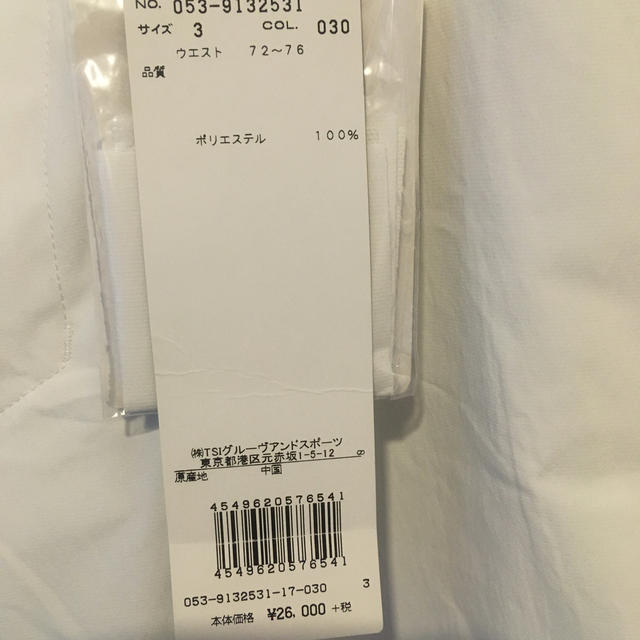 NO. 053-9132531
サイズ 3 COL. 030
ウエスト 72～76
品質
ポリエステル 100%
㈱TSIグルーヴアンドスポーツ
東京都港区元赤坂1-5-12
原産地 中国
4549620576541
4549620576541
053-9132531-17-030 3
本体価格 ¥26,000+税